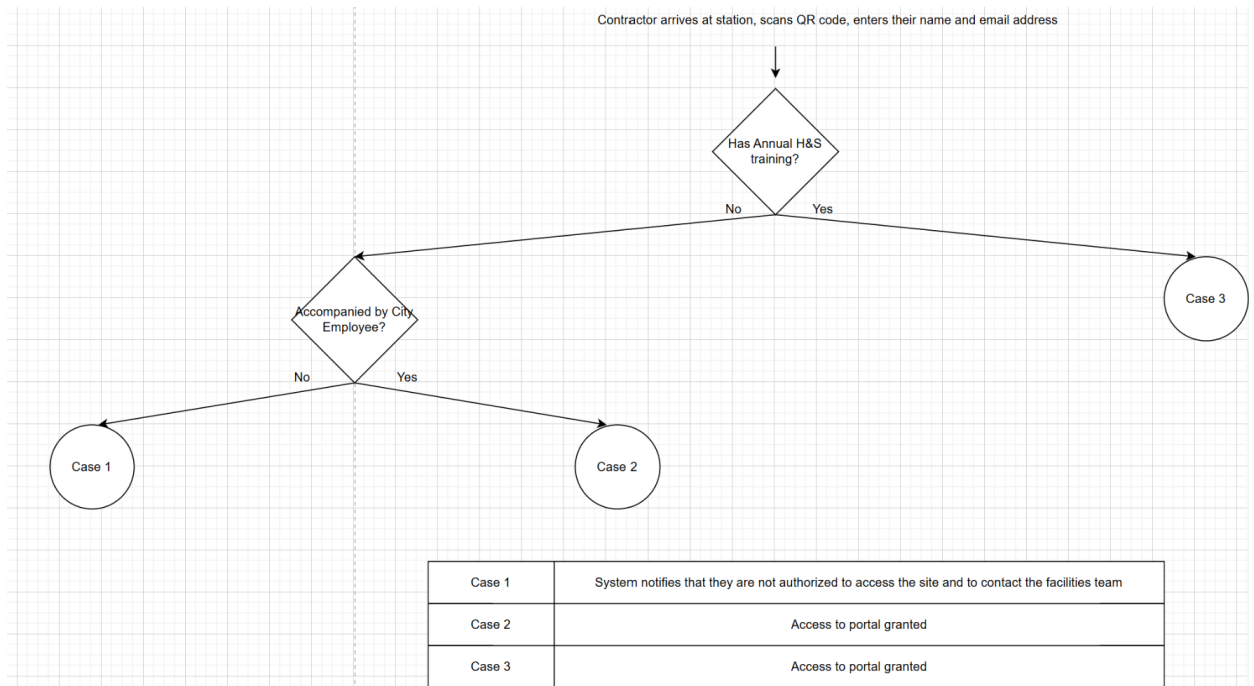 Contractor arrives at station, scans QR code, enters their name and email address
Has Annual H&S
training?
No
Yes
Accompanied by City
Employee?
Case 3
No
Yes
Case 1
Case 2
Case 1
System notifies that they are not authorized to access the site and to contact the facilities team
Case 2
Access to portal granted
Case 3
Access to portal granted